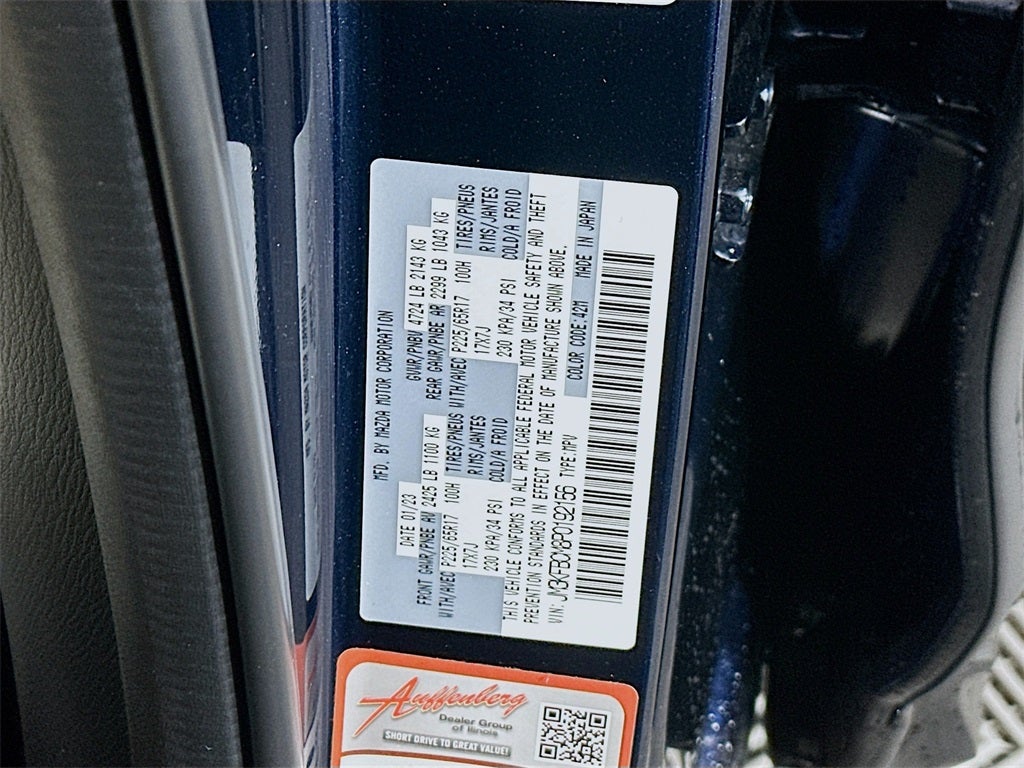 MFD. BY MAZDA MOTOR CORPORATION
DATE 01/23 GVWR/PNBV 4724 LB 2143 KG
FRONT GAWR/PNBE AV 2425 LB 1100 KG REAR GAWR/PNBE AR 2299 LB 1043 KG
WITH/AVEC P225/65R17 100H TIRES/PNEUS WITH/AVEC P225/65R17 100H TIRES/PNEUS
17X7J RIMS/JANTES 17X7J RIMS/JANTES
230 KPA/34 PSI COLD/A FROID 230 KPA/34 PSI COLD/A FROID
THIS VEHICLE CONFORMS TO ALL APPLICABLE FEDERAL MOTOR VEHICLE SAFETY AND THEFT
PREVENTION STANDARDS IN EFFECT ON THE DATE OF MANUFACTURE SHOWN ABOVE.
VIN: JM3KFBCM8P0192156 TYPE:MPV COLOR CODE:42M MADE IN JAPAN
Auffenberg
Dealer Group
of Illinois
SHORT DRIVE TO GREAT VALUE!